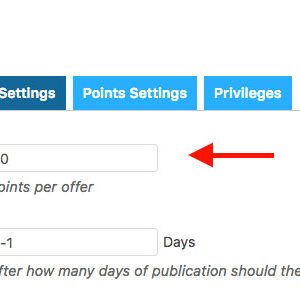 Settings Points Settings Privileges
0
oints per offer
-1 Days
fter how many days of publication should the